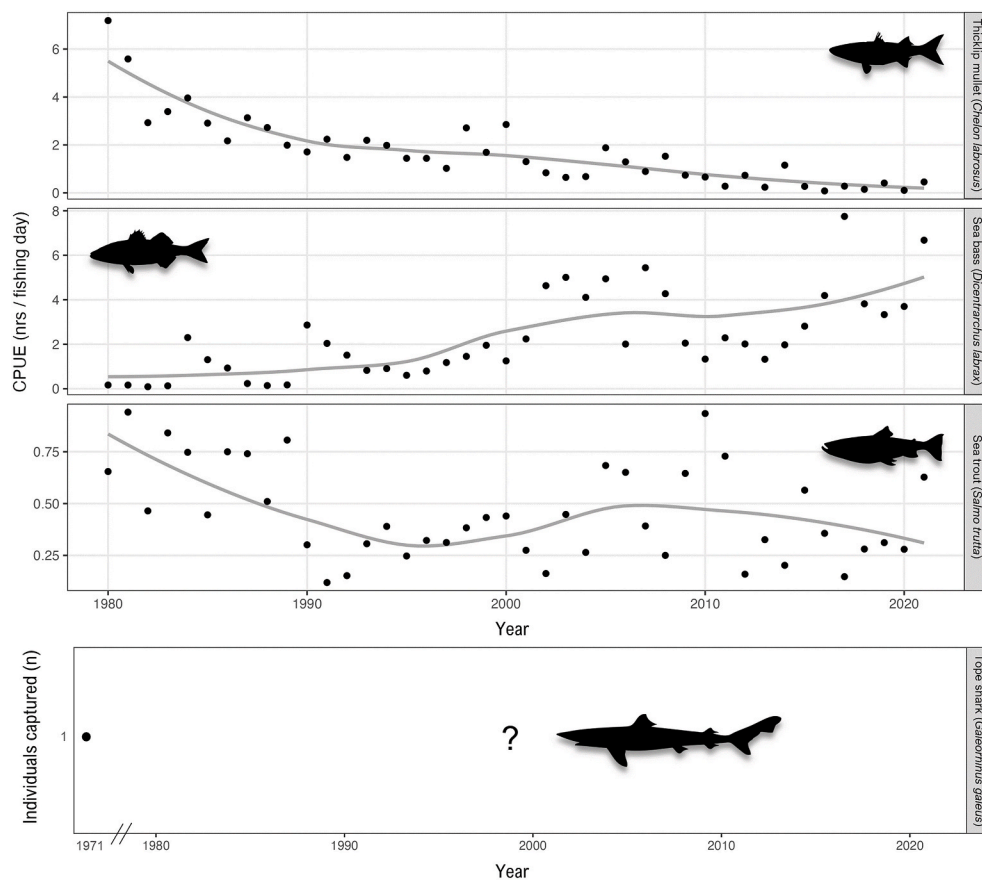 6
4
2
0
Thicklip mullet (Chelon labrosus)
CPUE (nrs / fishing day)
8
6
4
2
0
Sea bass (Dicentrarchus labrax)
0.75
0.50
0.25
Sea trout (Salmo trutta)
1980 1990 2000 2010 2020
Year
Individuals captured (n)
1
?
Tope shark (Galeorhinus galeus)
1971 // 1980 1990 2000 2010 2020
Year